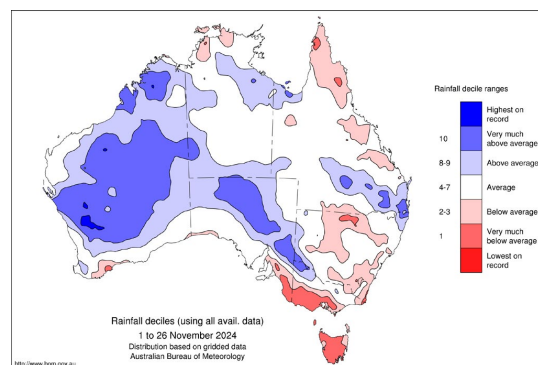 Rainfall decile ranges
Highest on
record
10
Very much
above average
8-9
Above average
4-7
Average
2-3
Below average
1
Very much
below average
Lowest on
record
Rainfall deciles (using all avail. data)
1 to 26 November 2024
Distribution based on gridded data
Australian Bureau of Meteorology
http://www.bom.gov.au